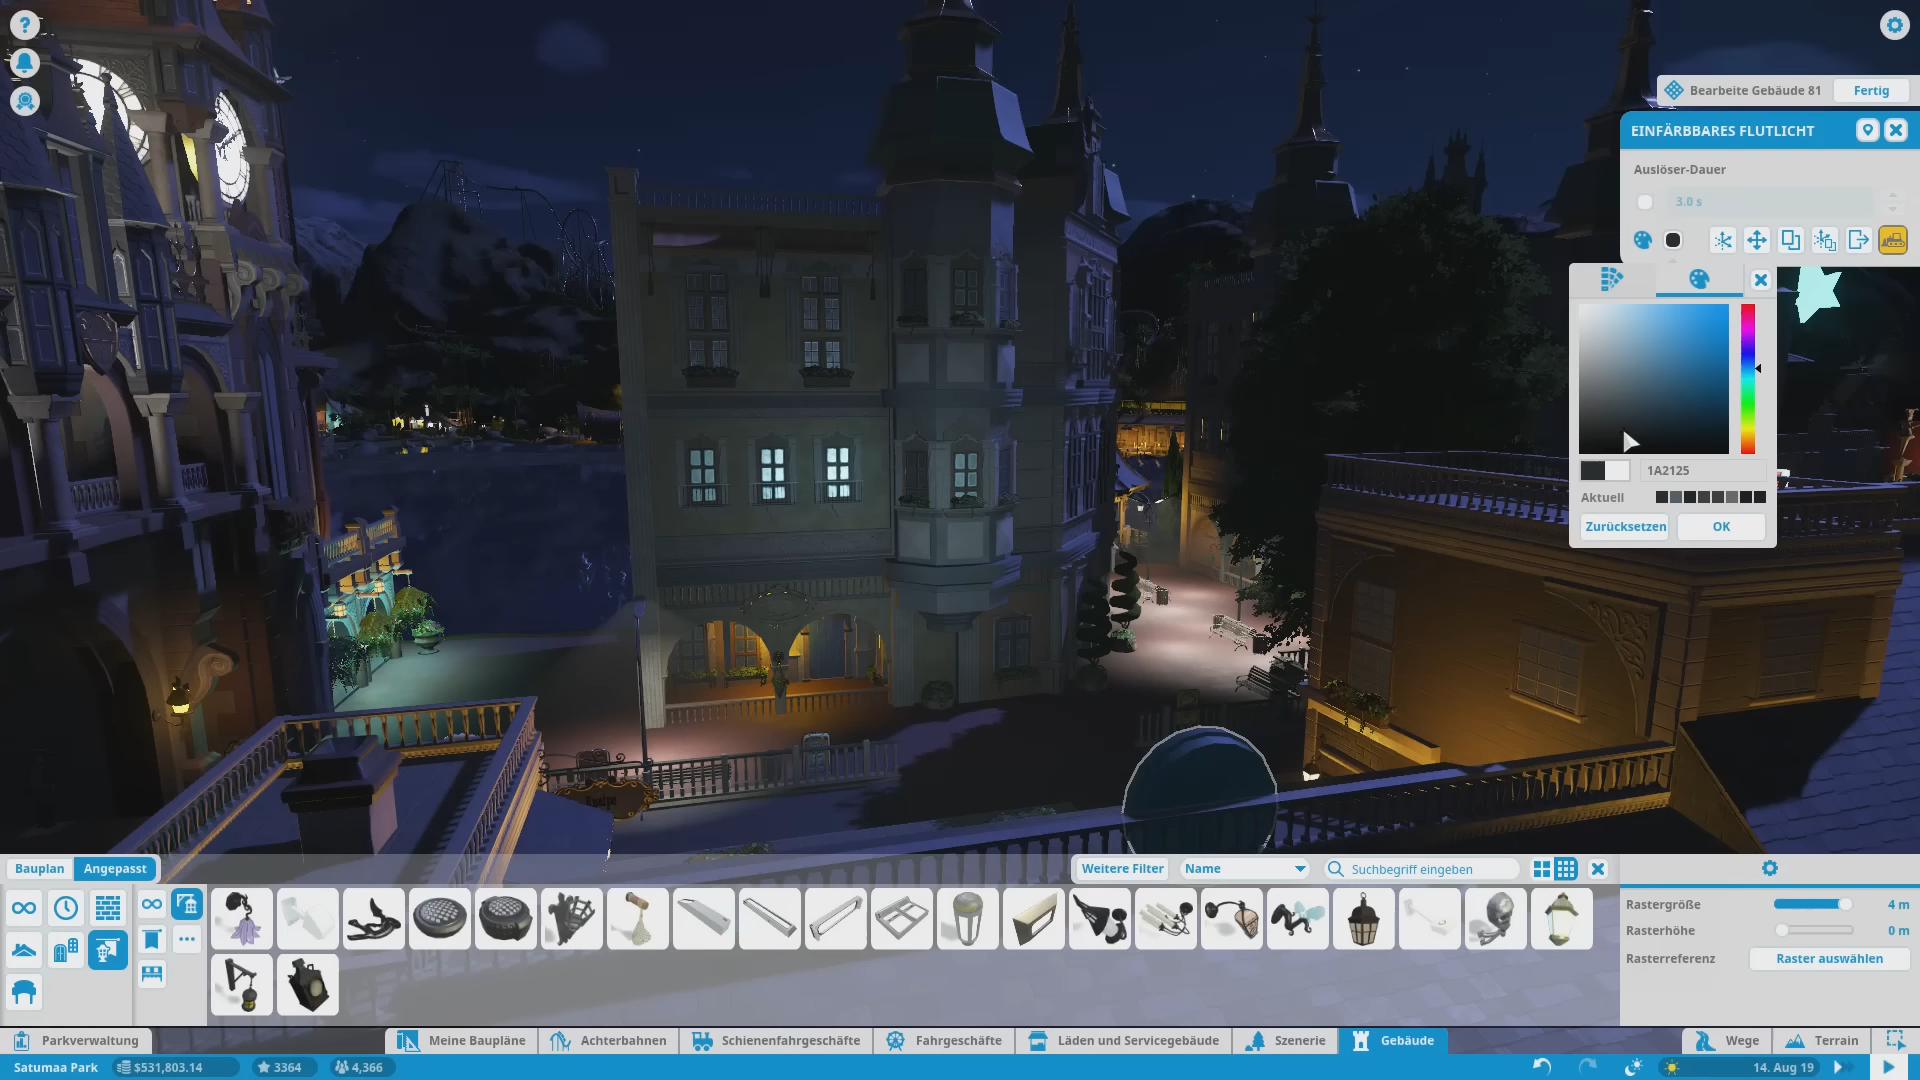 Bearbeite Gebäude 81
Fertig
EINFÄRBBARES FLUTLICHT
Auslöser-Dauer
3.0 s
1A2125
Aktuell
Zurücksetzen
OK
Bauplan
Angepasst
Weitere Filter
Name
Suchbegriff eingeben
Rastergröße
4 m
Rasterhöhe
0 m
Rasterreferenz
Raster auswählen
Parkverwaltung
Meine Baupläne
Achterbahnen
Schienenfahrgeschäfte
Fahrgeschäfte
Läden und Servicegebäude
Szenerie
Gebäude
Wege
Terrain
Satumaa Park
$531,803.14
3364
4,366
14. Aug 19